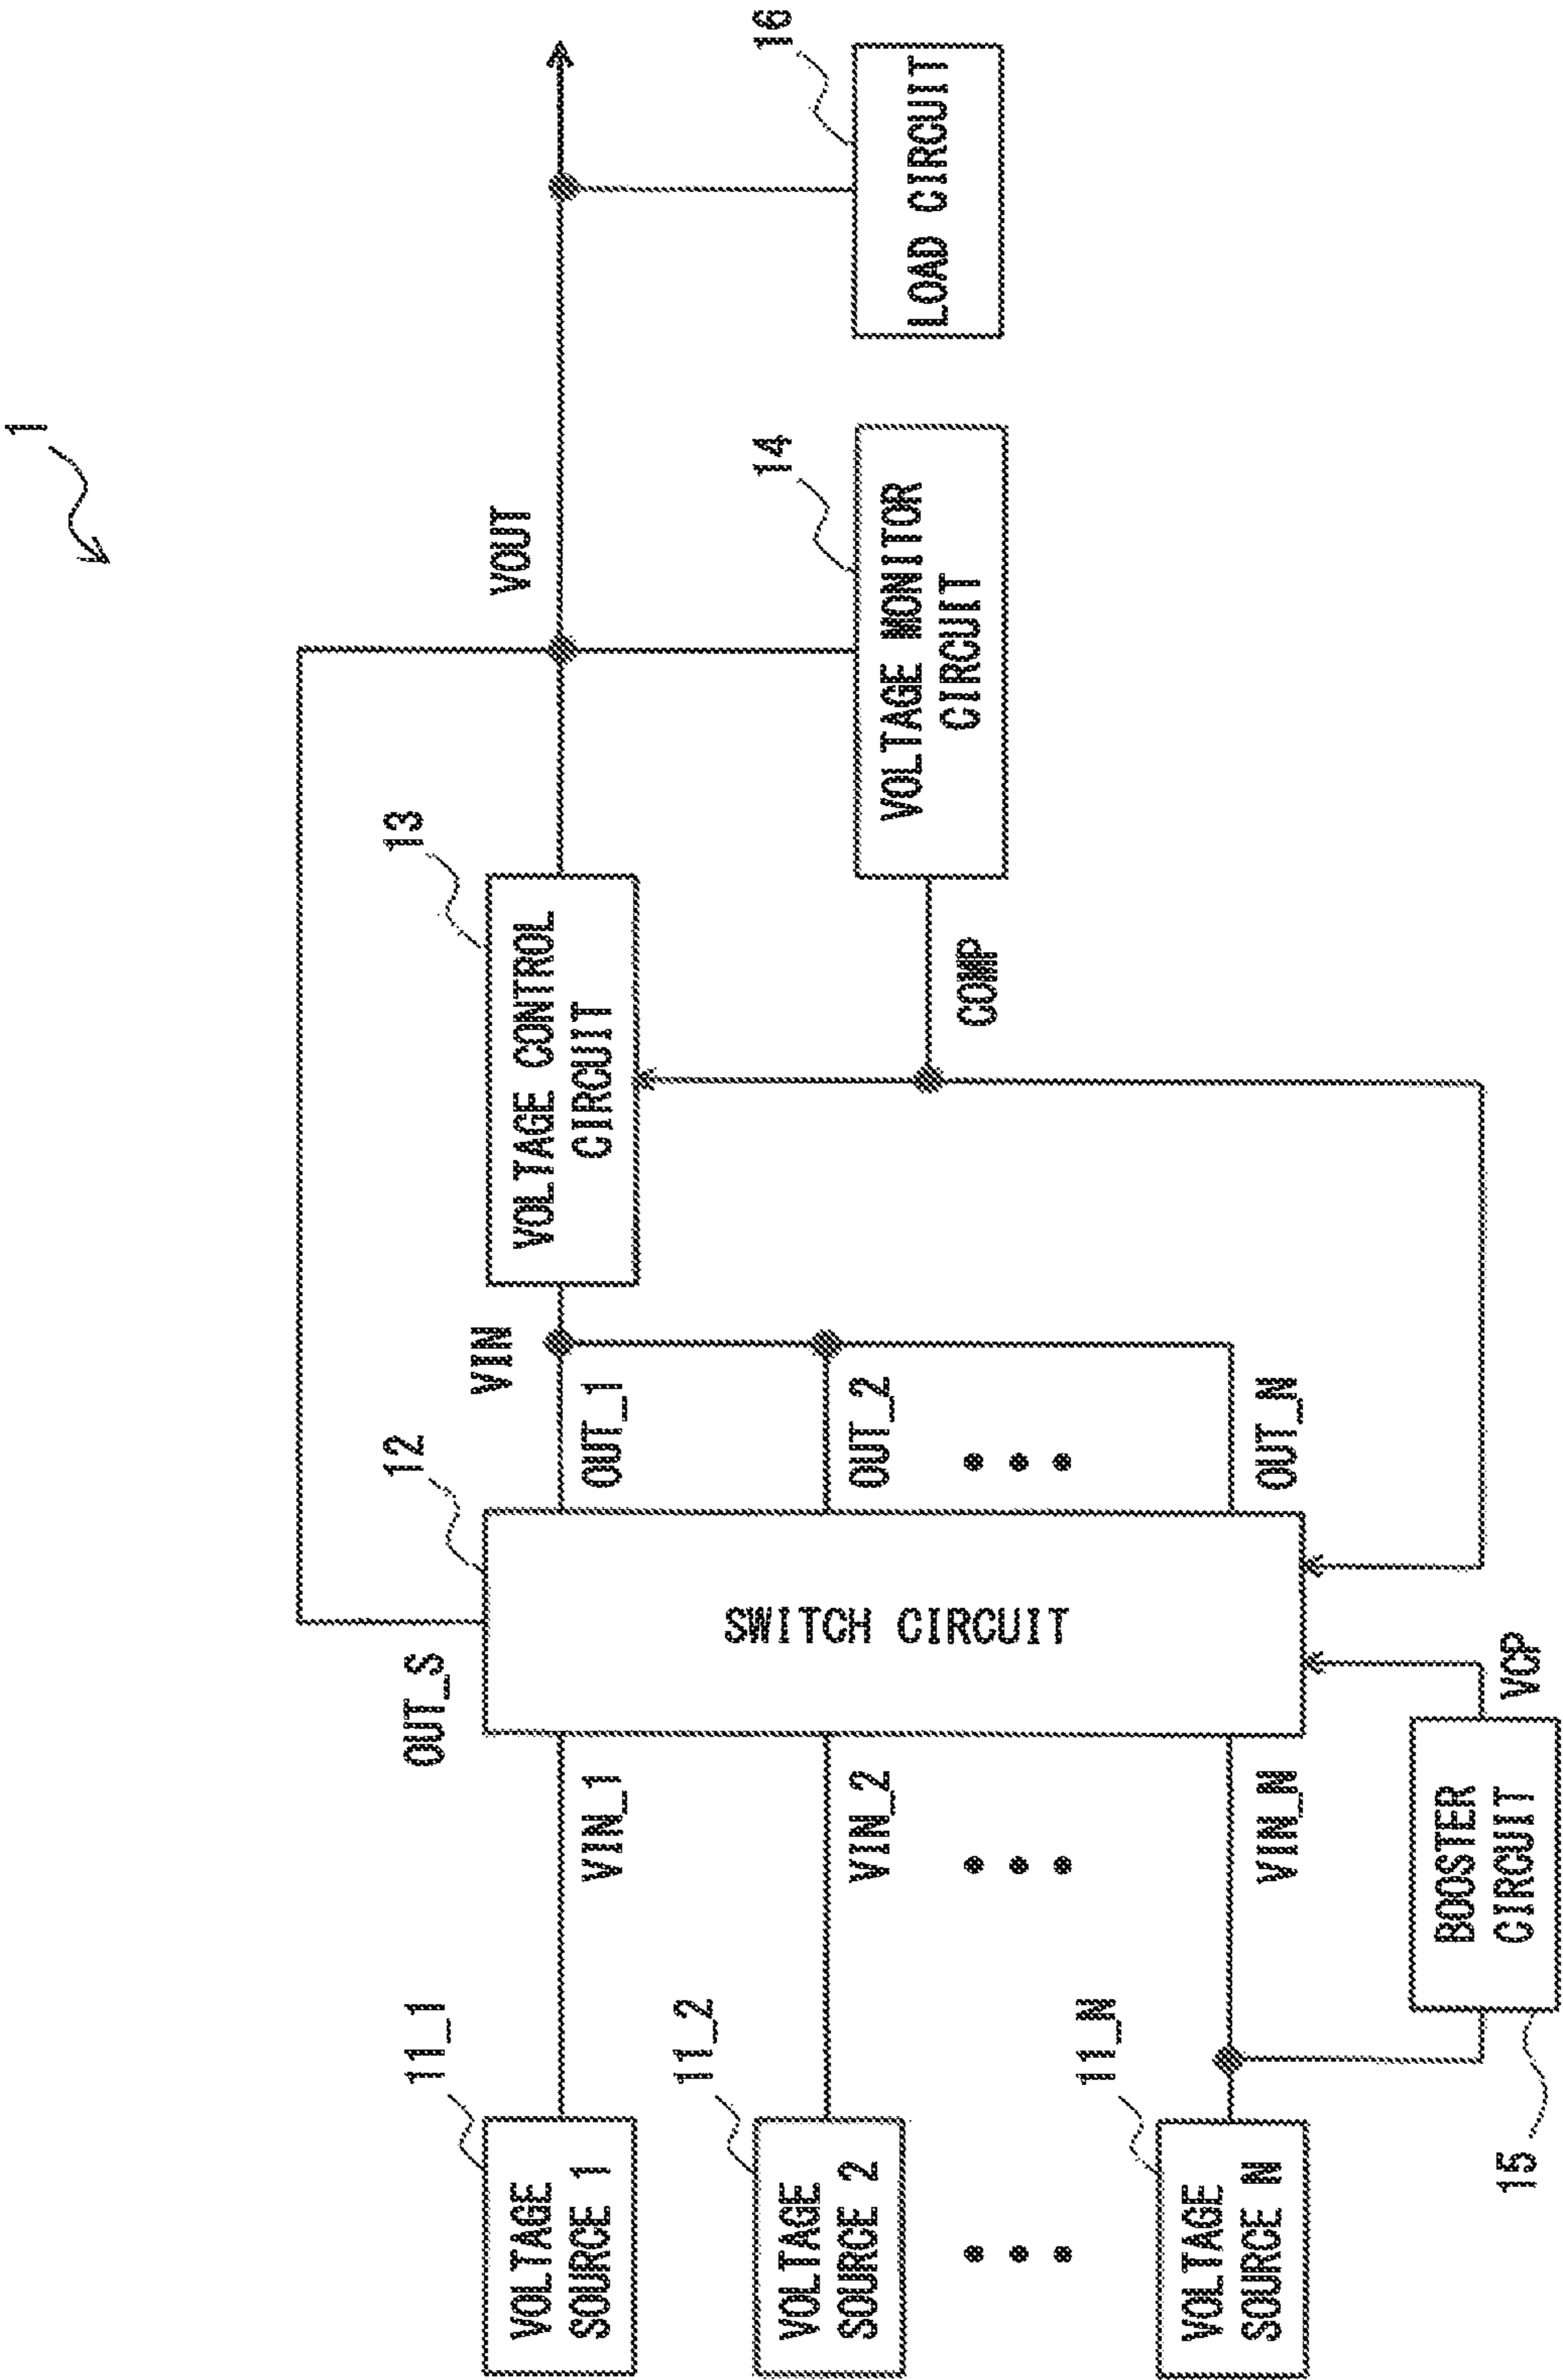 1
OUT_S
12
VIN
13
VOUT
11_1
VOLTAGE
SOURCE 1
VIN_1
OUT_1
VOLTAGE CONTROL
CIRCUIT
11_2
VOLTAGE
SOURCE 2
VIN_2
SWITCH CIRCUIT
OUT_2
14
VOLTAGE MONITOR
CIRCUIT
16
LOAD CIRCUIT
COMP
11_N
VOLTAGE
SOURCE N
VIN_N
OUT_N
15
BOOSTER
CIRCUIT
VCP